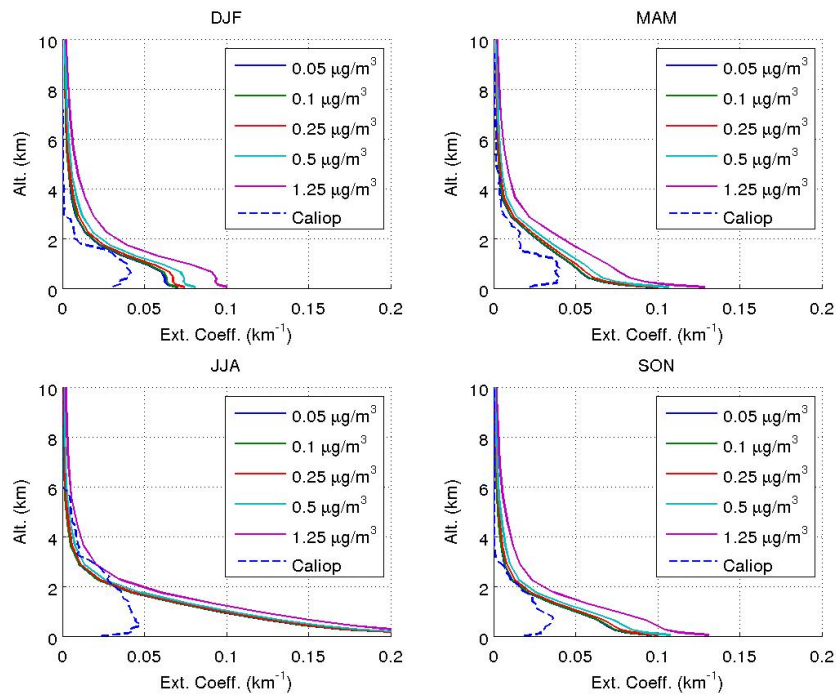 DJF
10
8
6
4
2
0
Alt. (km)
0 0.05 0.1 0.15 0.2
Ext. Coeff. (km⁻¹)
0.05 µg/m³
0.1 µg/m³
0.25 µg/m³
0.5 µg/m³
1.25 µg/m³
Caliop
MAM
10
8
6
4
2
0
Alt. (km)
0 0.05 0.1 0.15 0.2
Ext. Coeff. (km⁻¹)
0.05 µg/m³
0.1 µg/m³
0.25 µg/m³
0.5 µg/m³
1.25 µg/m³
Caliop
JJA
10
8
6
4
2
0
Alt. (km)
0 0.05 0.1 0.15 0.2
Ext. Coeff. (km⁻¹)
0.05 µg/m³
0.1 µg/m³
0.25 µg/m³
0.5 µg/m³
1.25 µg/m³
Caliop
SON
10
8
6
4
2
0
Alt. (km)
0 0.05 0.1 0.15 0.2
Ext. Coeff. (km⁻¹)
0.05 µg/m³
0.1 µg/m³
0.25 µg/m³
0.5 µg/m³
1.25 µg/m³
Caliop